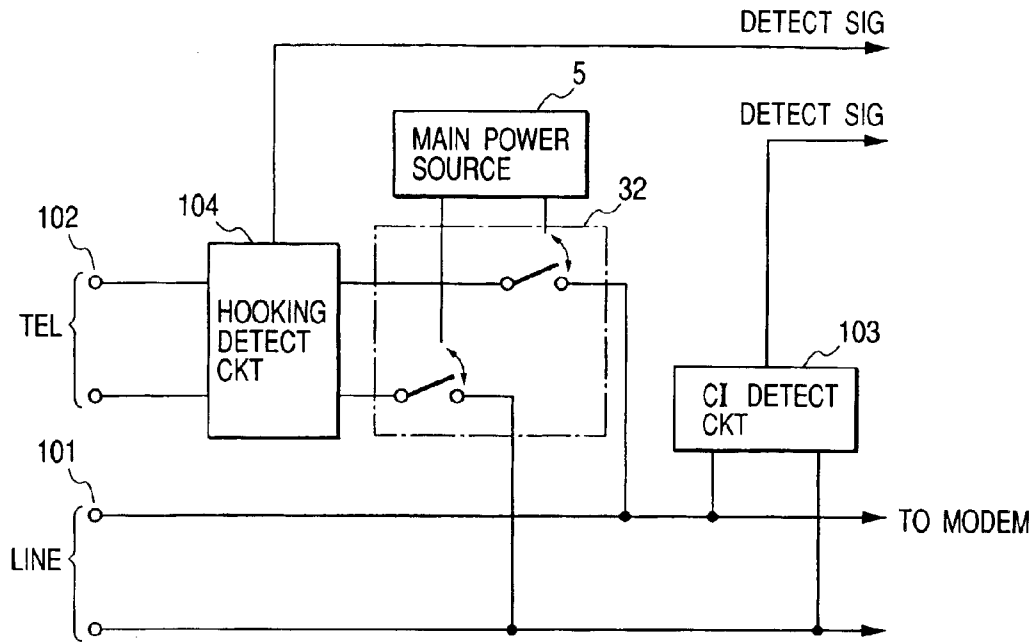 DETECT SIG
5
DETECT SIG
MAIN POWER
SOURCE
32
104
102
TEL
HOOKING
DETECT
CKT
103
CI DETECT
CKT
101
TO MODEM
LINE